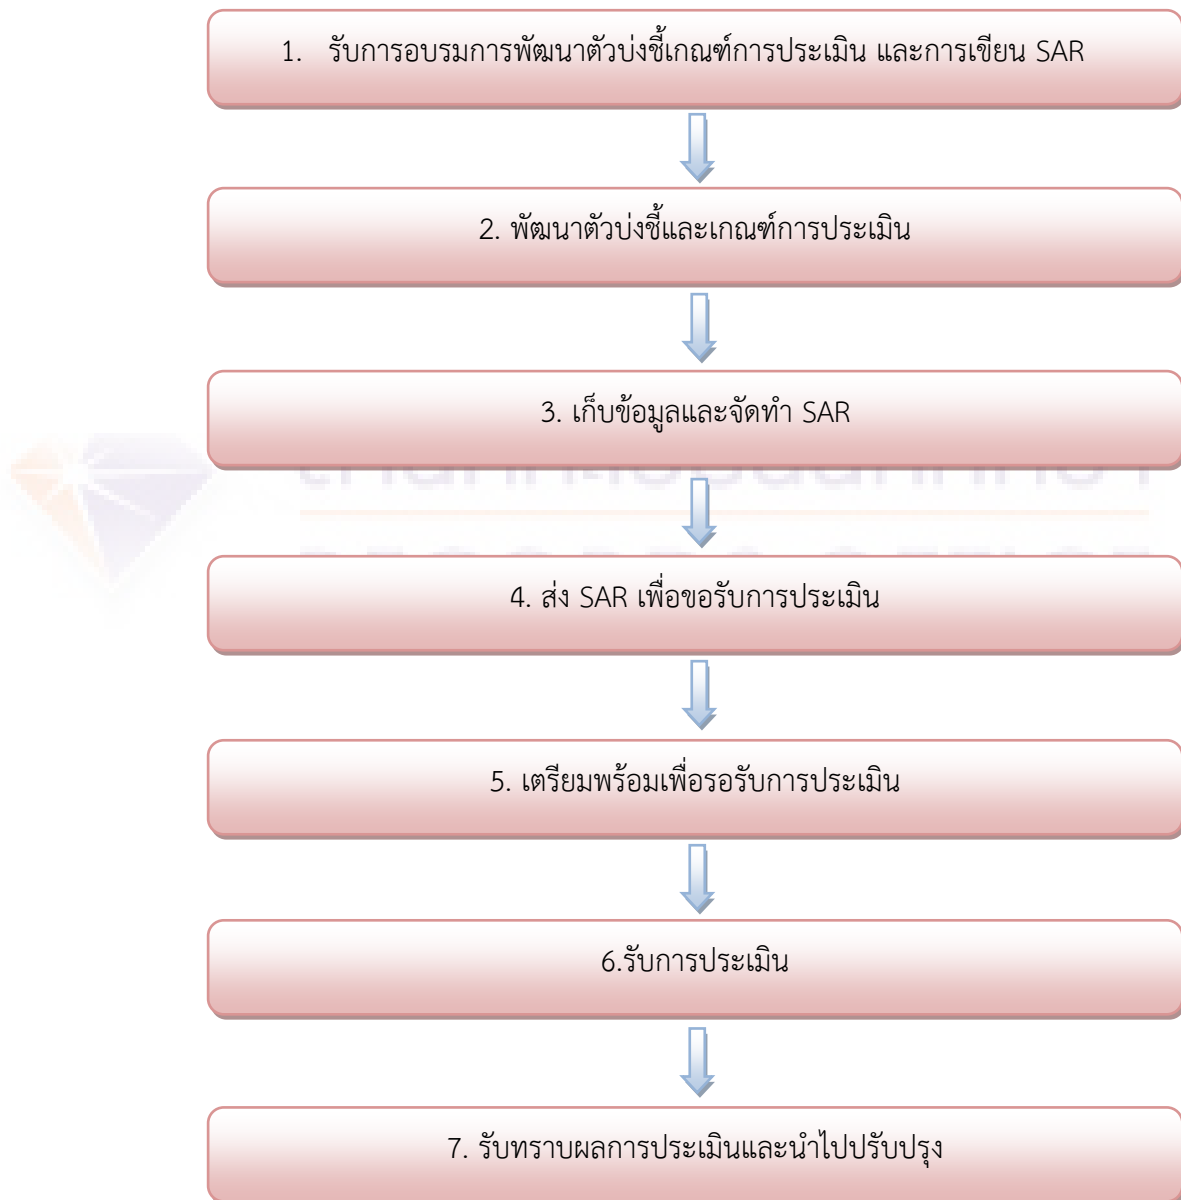 1. รับการอบรมการพัฒนาตัวบ่งชี้เกณฑ์การประเมิน และการเขียน SAR
2. พัฒนาตัวบ่งชี้และเกณฑ์การประเมิน
3. เก็บข้อมูลและจัดทำ SAR
4. ส่ง SAR เพื่อขอรับการประเมิน
5. เตรียมพร้อมเพื่อรอรับการประเมิน
6.รับการประเมิน
7. รับทราบผลการประเมินและนำไปปรับปรุง